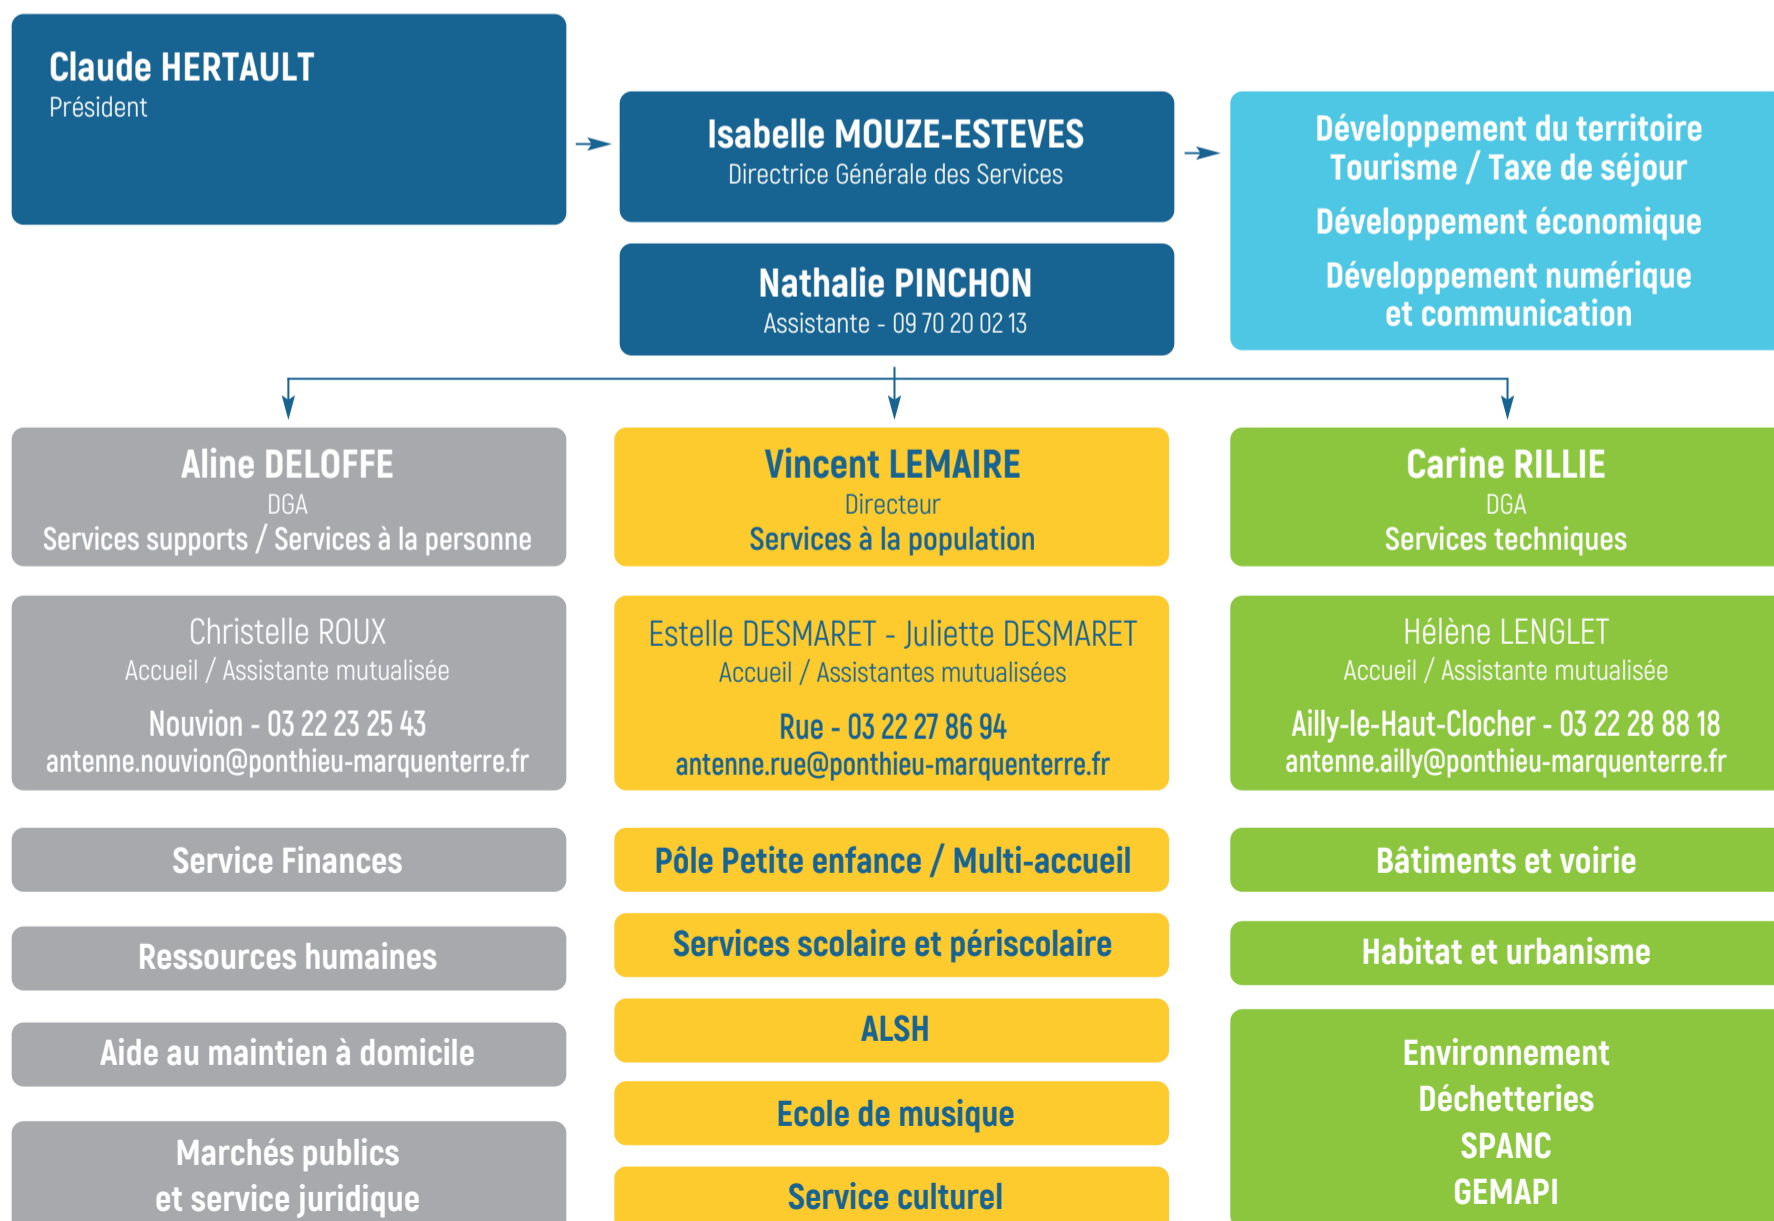 Claude HERTAULT
Président
Isabelle MOUZE-ESTEVES
Directrice Générale des Services
Nathalie PINCHON
Assistante - 09 70 20 02 13
Développement du territoire
Tourisme / Taxe de séjour
Développement économique
Développement numérique
et communication
Aline DELOFFE
DGA
Services supports / Services à la personne
Christelle ROUX
Accueil / Assistante mutualisée
Nouvion - 03 22 23 25 43
antenne.nouvion@ponthieu-marquenterre.fr
Service Finances
Ressources humaines
Aide au maintien à domicile
Marchés publics
et service juridique
Vincent LEMAIRE
Directeur
Services à la population
Estelle DESMARET - Juliette DESMARET
Accueil / Assistantes mutualisées
Rue - 03 22 27 86 94
antenne.rue@ponthieu-marquenterre.fr
Pôle Petite enfance / Multi-accueil
Services scolaire et périscolaire
ALSH
Ecole de musique
Service culturel
Carine RILLIE
DGA
Services techniques
Hélène LENGLET
Accueil / Assistante mutualisée
Ailly-le-Haut-Clocher - 03 22 28 88 18
antenne.ailly@ponthieu-marquenterre.fr
Bâtiments et voirie
Habitat et urbanisme
Environnement
Déchetteries
SPANC
GEMAPI